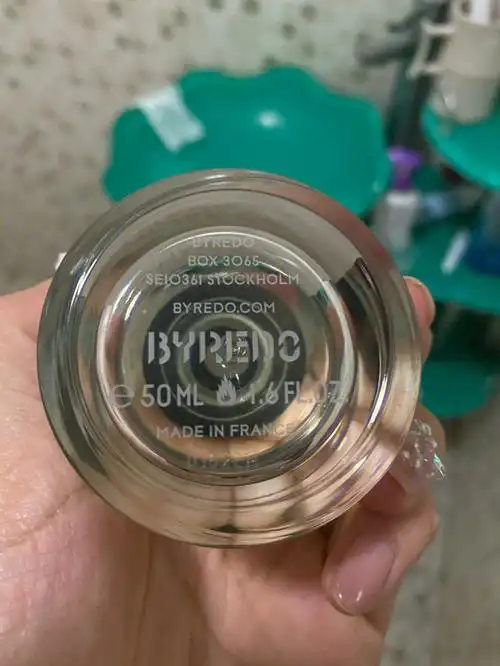 BYREDO
BOX 3065
SE10361 STOCKHOLM
BYREDO.COM
BYREDO
℮ 50 ML 1.6 FL.OZ
MADE IN FRANCE